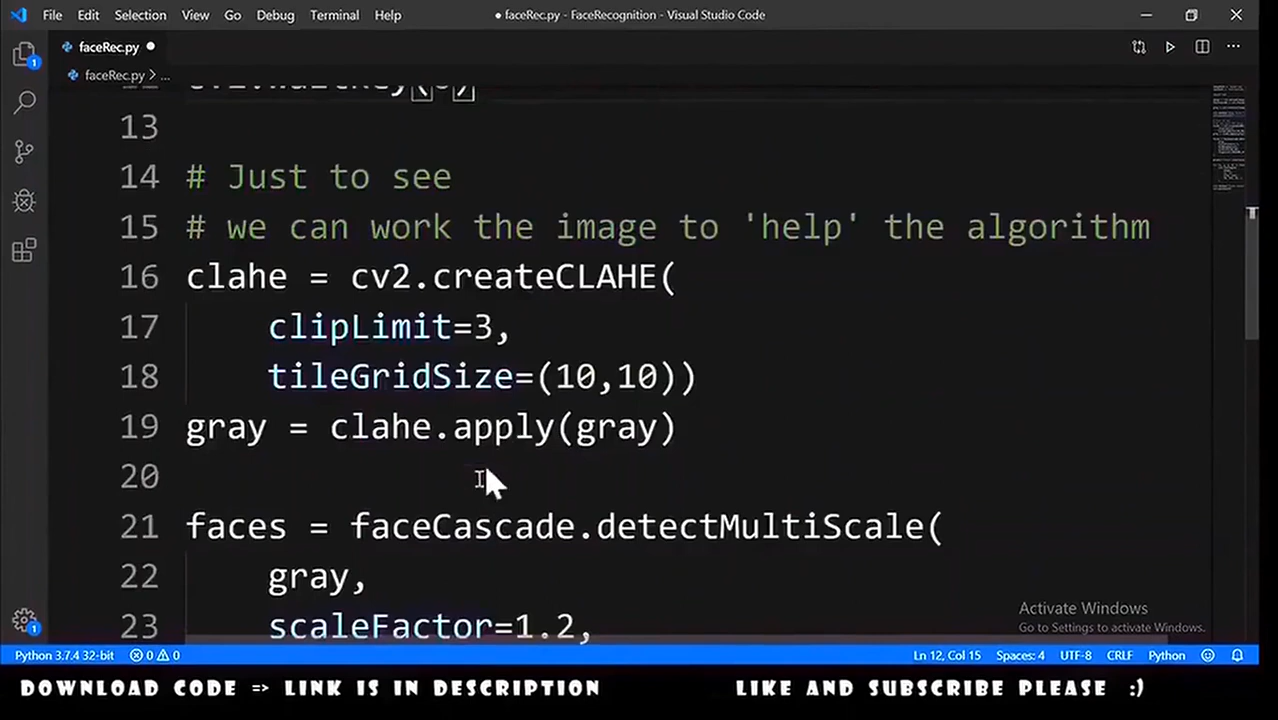 File Edit Selection View Go Debug Terminal Help ● faceRec.py - FaceRecognition - Visual Studio Code
faceRec.py ●
faceRec.py > ...
13
14 # Just to see
15 # we can work the image to 'help' the algorithm
16 clahe = cv2.createCLAHE(
17 clipLimit=3,
18 tileGridSize=(10,10))
19 gray = clahe.apply(gray)
20
21 faces = faceCascade.detectMultiScale(
22 gray,
23 scaleFactor=1.2,
Activate Windows
Go to Settings to activate Windows.
Python 3.7.4 32-bit 0 0 Ln 12, Col 15 Spaces: 4 UTF-8 CRLF Python
DOWNLOAD CODE => LINK IS IN DESCRIPTION LIKE AND SUBSCRIBE PLEASE :)